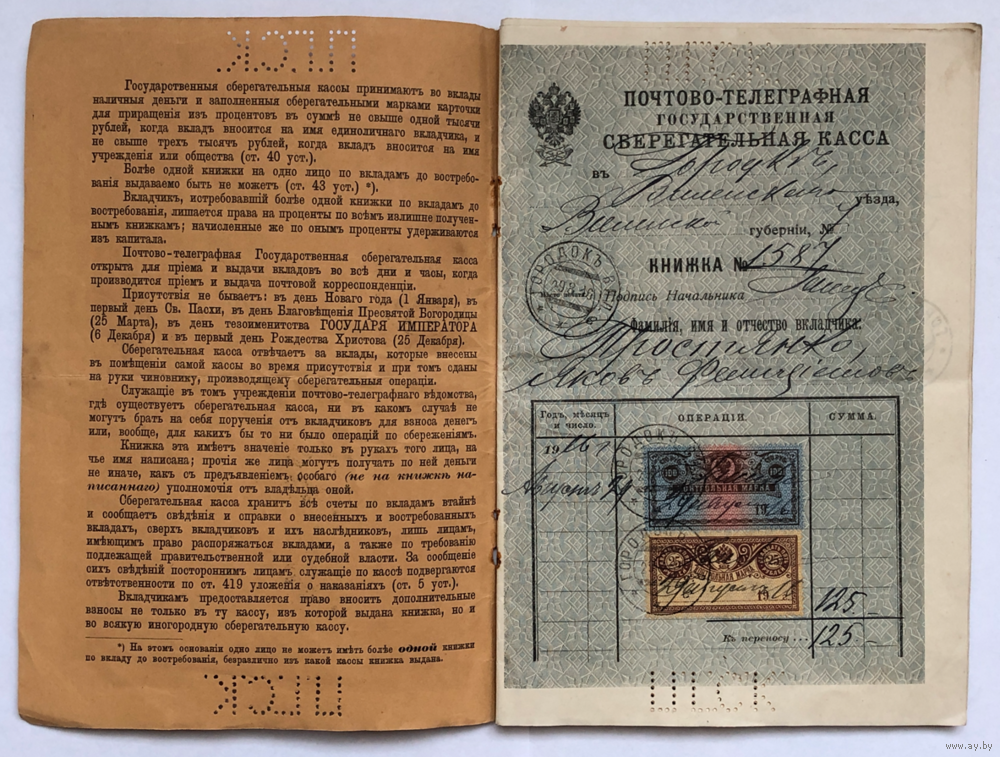 П.Т.С.К.
Государственныя сберегательныя кассы принимаютъ во вклады
наличныя деньги и заполненныя сберегательными марками карточки
для приращенія изъ процентовъ въ суммѣ не свыше одной тысячи
рублей, когда вкладъ вносится на имя единоличнаго вкладчика, и
не свыше трехъ тысячъ рублей, когда вкладъ вносится на имя
учрежденія или общества (ст. 40 уст.).
Болѣе одной книжки на одно лицо по вкладамъ до востребо-
ванія выдаваемо быть не можетъ (ст. 43 уст.) *).
Вкладчикъ, истребовавшій болѣе одной книжки по вкладамъ до
востребованія, лишается права на проценты по всѣмъ излишне получен-
нымъ книжкамъ; начисленные же по онымъ проценты удерживаются
изъ капитала.
Почтово-телеграфная Государственная сберегательная касса
открыта для пріема и выдачи вкладовъ во всѣ дни и часы, когда
производится пріемъ и выдача почтовой корреспонденціи.
Присутствія не бываетъ: въ день Новаго года (1 Января), въ
первый день Св. Пасхи, въ день Благовѣщенія Пресвятой Богородицы
(25 Марта), въ день тезоименитства ГОСУДАРЯ ИМПЕРАТОРА
(6 Декабря) и въ первый день Рождества Христова (25 Декабря).
Сберегательная касса отвѣчаетъ за вклады, которые внесены
въ помѣщеніи самой кассы во время присутствія и при томъ сданы
на руки чиновнику, производящему сберегательныя операціи.
Служащіе въ томъ учрежденіи почтово-телеграфнаго вѣдомства,
гдѣ существуетъ сберегательная касса, ни въ какомъ случаѣ не
могутъ брать на себя порученія отъ вкладчиковъ для взноса денегъ
или, вообще, для какихъ бы то ни было операцій по сбереженіямъ.
Книжка эта имѣетъ значеніе только въ рукахъ того лица, на
чье имя написана; прочія же лица могутъ получать по ней деньги
не иначе, какъ съ предъявленіемъ особаго (не на книжкѣ на-
писаннаго) уполномочія отъ владѣльца оной.
Сберегательная касса хранитъ всѣ счеты по вкладамъ втайнѣ
и сообщаетъ свѣдѣнія и справки о внесенныхъ и востребованныхъ
вкладахъ, сверхъ вкладчиковъ и ихъ наслѣдниковъ, лишь лицамъ,
имѣющимъ право распоряжаться вкладами, а также по требованію
подлежащей правительственной или судебной власти. За сообщеніе
сихъ свѣдѣній постороннимъ лицамъ служащіе по кассѣ подвергаются
отвѣтственности по ст. 419 уложенія о наказаніяхъ (ст. 5 уст.).
Вкладчикамъ предоставляется право вносить дополнительные
взносы не только въ ту кассу, изъ которой выдана книжка, но и
во всякую иногородную сберегательную кассу.
*) На этомъ основаніи одно лицо не можетъ имѣть болѣе одной книжки
по вкладу до востребованія, безразлично изъ какой кассы книжка выдана.
ПОЧТОВО-ТЕЛЕГРАФНАЯ
ГОСУДАРСТВЕННАЯ
СБЕРЕГАТЕЛЬНАЯ КАССА
въ Городкѣ
Виленскаго уѣзда,
Виленской губерніи, №
КНИЖКА № 1587
Подпись Начальника
Фамилія, имя и отчество вкладчика:
Яковъ
Годъ, мѣсяцъ и число. ОПЕРАЦІИ. СУММА.
1916 г.
Августъ
100 2 100
СБЕРЕГАТЕЛЬНАЯ МАРКА
25 25
СБЕРЕГАТЕЛЬНАЯ МАРКА
125 -
Къ переносу... 125 -
ГОРОДОКЪ
www.ay.by